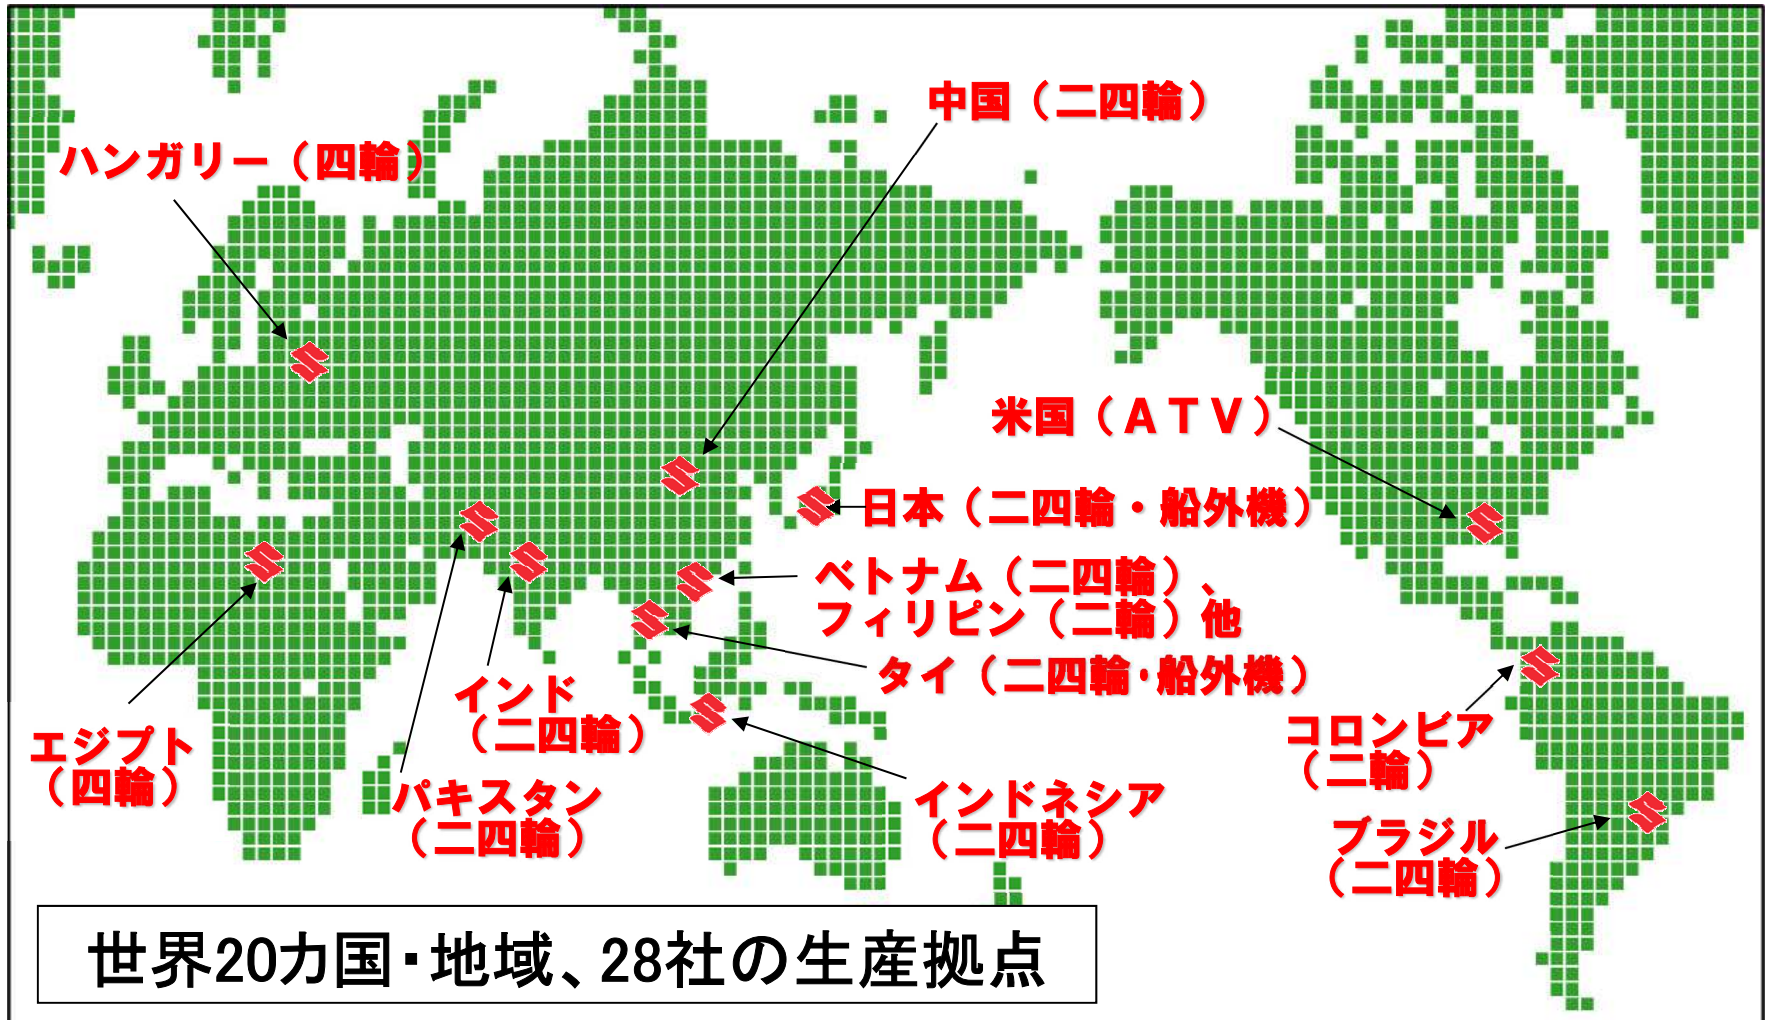 中国（二四輪）
ハンガリー（四輪）
米国（ＡＴＶ）
日本（二四輪・船外機）
ベトナム（二四輪）、
フィリピン（二輪）他
タイ（二四輪･船外機）
インド
（二四輪）
エジプト
（四輪）
パキスタン
（二四輪）
インドネシア
（二四輪）
コロンビア
（二輪）
ブラジル
（二四輪）
世界20カ国・地域、28社の生産拠点